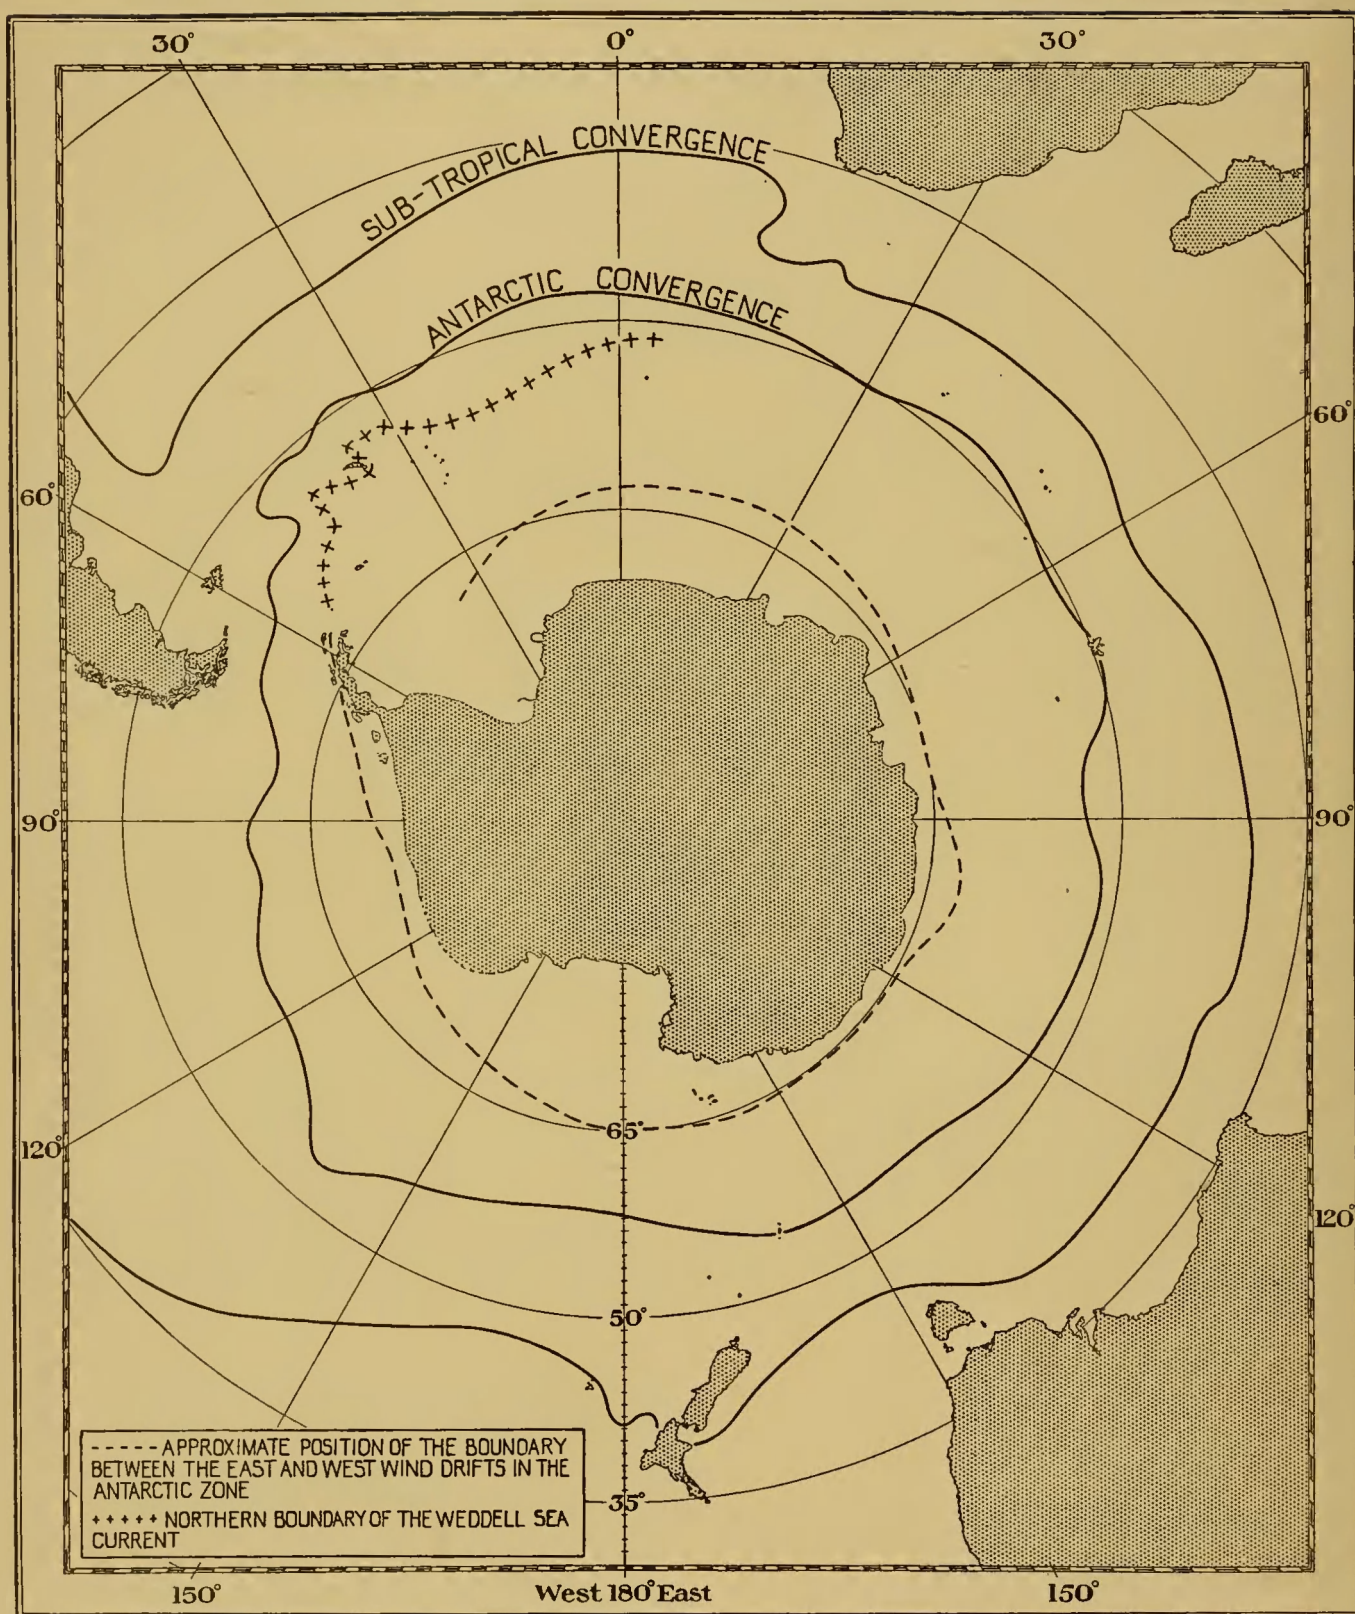 30° 0° 30°
SUB-TROPICAL CONVERGENCE
ANTARCTIC CONVERGENCE
60° 60°
90° 90°
65°
120° 120°
50°
----- APPROXIMATE POSITION OF THE BOUNDARY
BETWEEN THE EAST AND WEST WIND DRIFTS IN THE
ANTARCTIC ZONE
+++++ NORTHERN BOUNDARY OF THE WEDDELL SEA
CURRENT
35°
150° West 180° East 150°